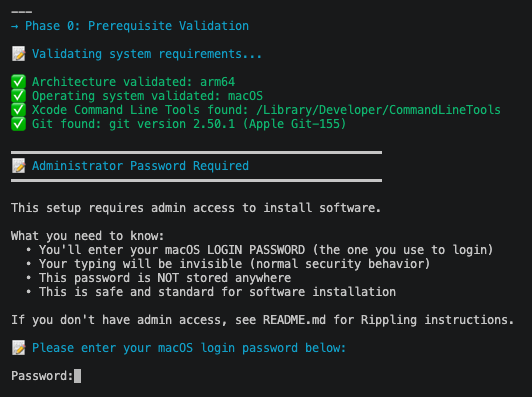 ---
→ Phase 0: Prerequisite Validation
📝 Validating system requirements...
✅ Architecture validated: arm64
✅ Operating system validated: macOS
✅ Xcode Command Line Tools found: /Library/Developer/CommandLineTools
✅ Git found: git version 2.50.1 (Apple Git-155)
📝 Administrator Password Required
This setup requires admin access to install software.
What you need to know:
• You'll enter your macOS LOGIN PASSWORD (the one you use to login)
• Your typing will be invisible (normal security behavior)
• This password is NOT stored anywhere
• This is safe and standard for software installation
If you don't have admin access, see README.md for Rippling instructions.
📝 Please enter your macOS login password below:
Password: